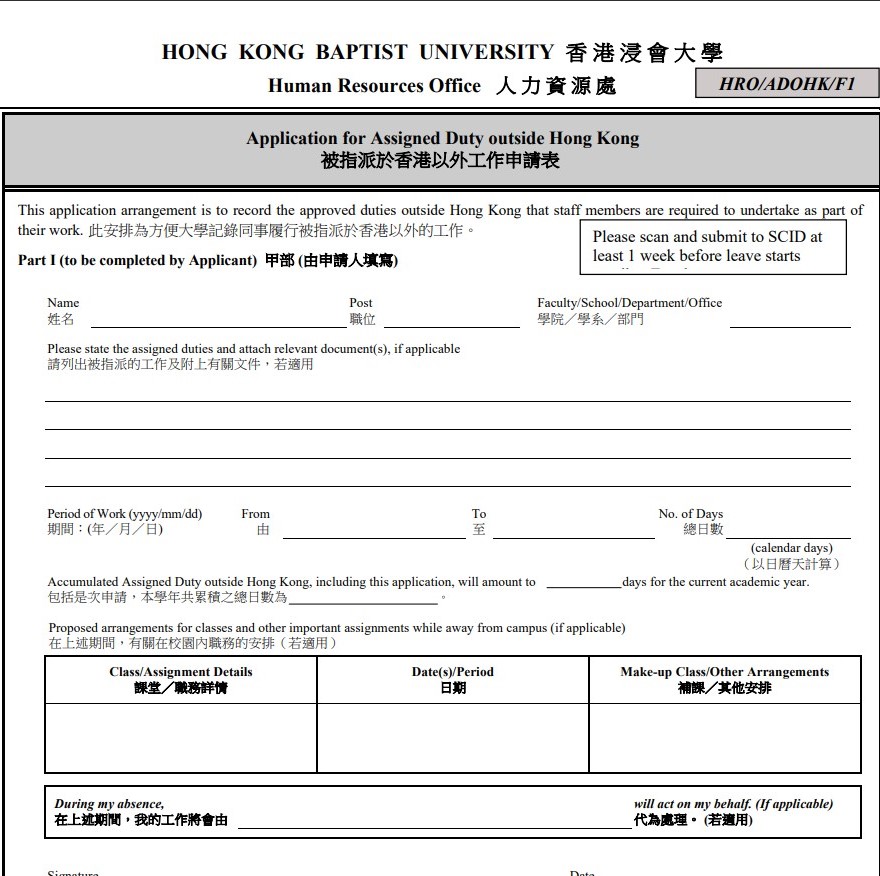 HONG KONG BAPTIST UNIVERSITY 香港浸會大學
Human Resources Office 人力資源處
HRO/ADOHK/F1
Application for Assigned Duty outside Hong Kong
被指派於香港以外工作申請表
This application arrangement is to record the approved duties outside Hong Kong that staff members are required to undertake as part of
their work. 此安排為方便大學記錄同事履行被指派於香港以外的工作。
Please scan and submit to SCID at
least 1 week before leave starts
Part I (to be completed by Applicant) 甲部 (由申請人填寫)
Name Post Faculty/School/Department/Office
姓名 職位 學院／學系／部門
Please state the assigned duties and attach relevant document(s), if applicable
請列出被指派的工作及附上有關文件，若適用
Period of Work (yyyy/mm/dd) From To No. of Days
期間：(年／月／日) 由 至 總日數
(calendar days)
（以日曆天計算）
Accumulated Assigned Duty outside Hong Kong, including this application, will amount to days for the current academic year.
包括是次申請，本學年共累積之總日數為 。
Proposed arrangements for classes and other important assignments while away from campus (if applicable)
在上述期間，有關在校園內職務的安排（若適用）
Class/Assignment Details Date(s)/Period Make-up Class/Other Arrangements
課堂／職務詳情 日期 補課／其他安排
During my absence, will act on my behalf. (If applicable)
在上述期間，我的工作將會由 代為處理。 (若適用)
Signature Date